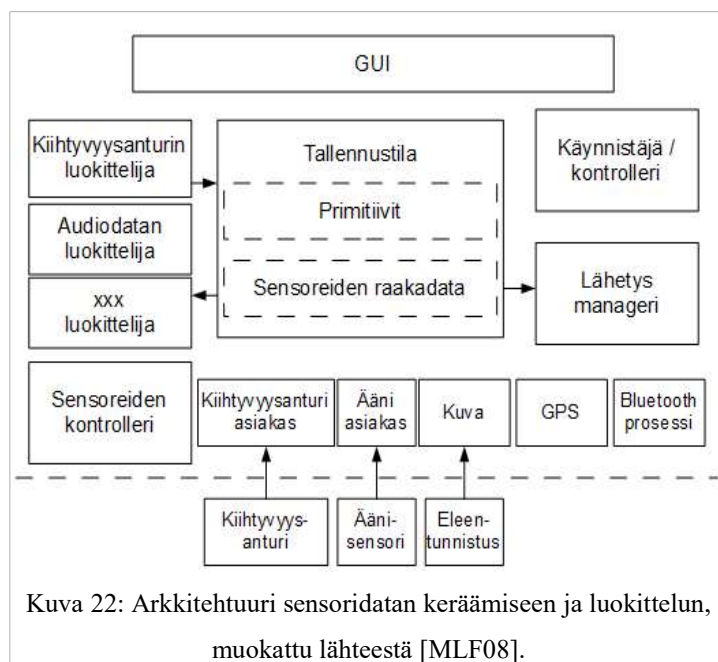 GUI
Kiihtyvyysanturin
luokittelija
Audiodatan
luokittelija
xxx
luokittelija
Sensoreiden
kontrolleri
Tallennustila
Primitiivit
Sensoreiden raakadata
Käynnistäjä /
kontrolleri
Lähetys
manageri
Kiihtyvyysanturi
asiakas
Ääni
asiakas
Kuva
GPS
Bluetooth
prosessi
Kiihtyvyys-
anturi
Ääni-
sensori
Eleen-
tunnistus
Kuva 22: Arkkitehtuuri sensoridatan keräämiseen ja luokittelun,
muokattu lähteestä [MLF08].